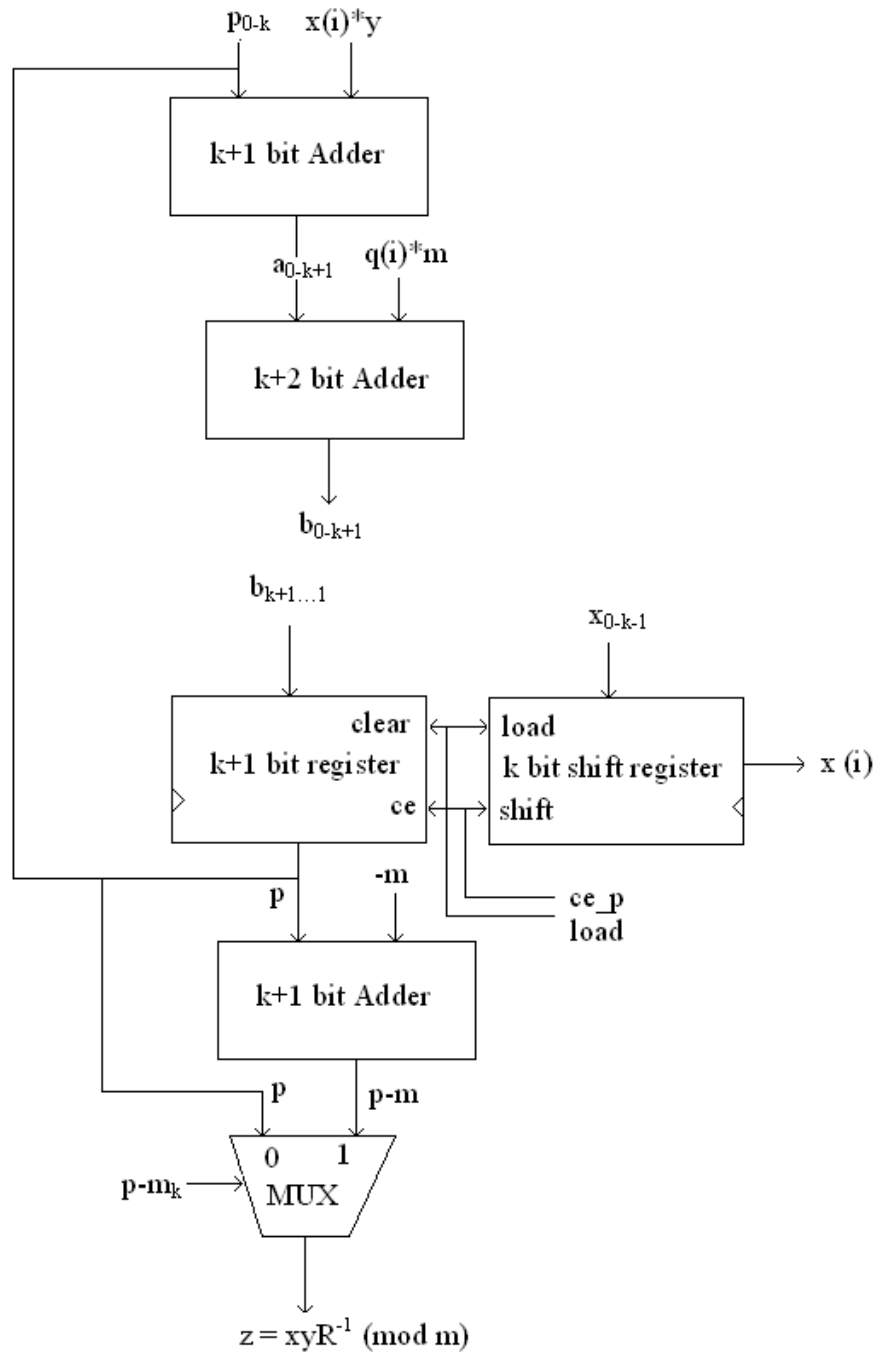 p0-k x(i)*y
k+1 bit Adder
a0-k+1
q(i)*m
k+2 bit Adder
b0-k+1
bk+1...1
x0-k-1
clear
k+1 bit register
ce
load
k bit shift register
shift
x (i)
p
-m
ce_p
load
k+1 bit Adder
p
p-m
0 1
MUX
p-mk
z = xyR-1 (mod m)